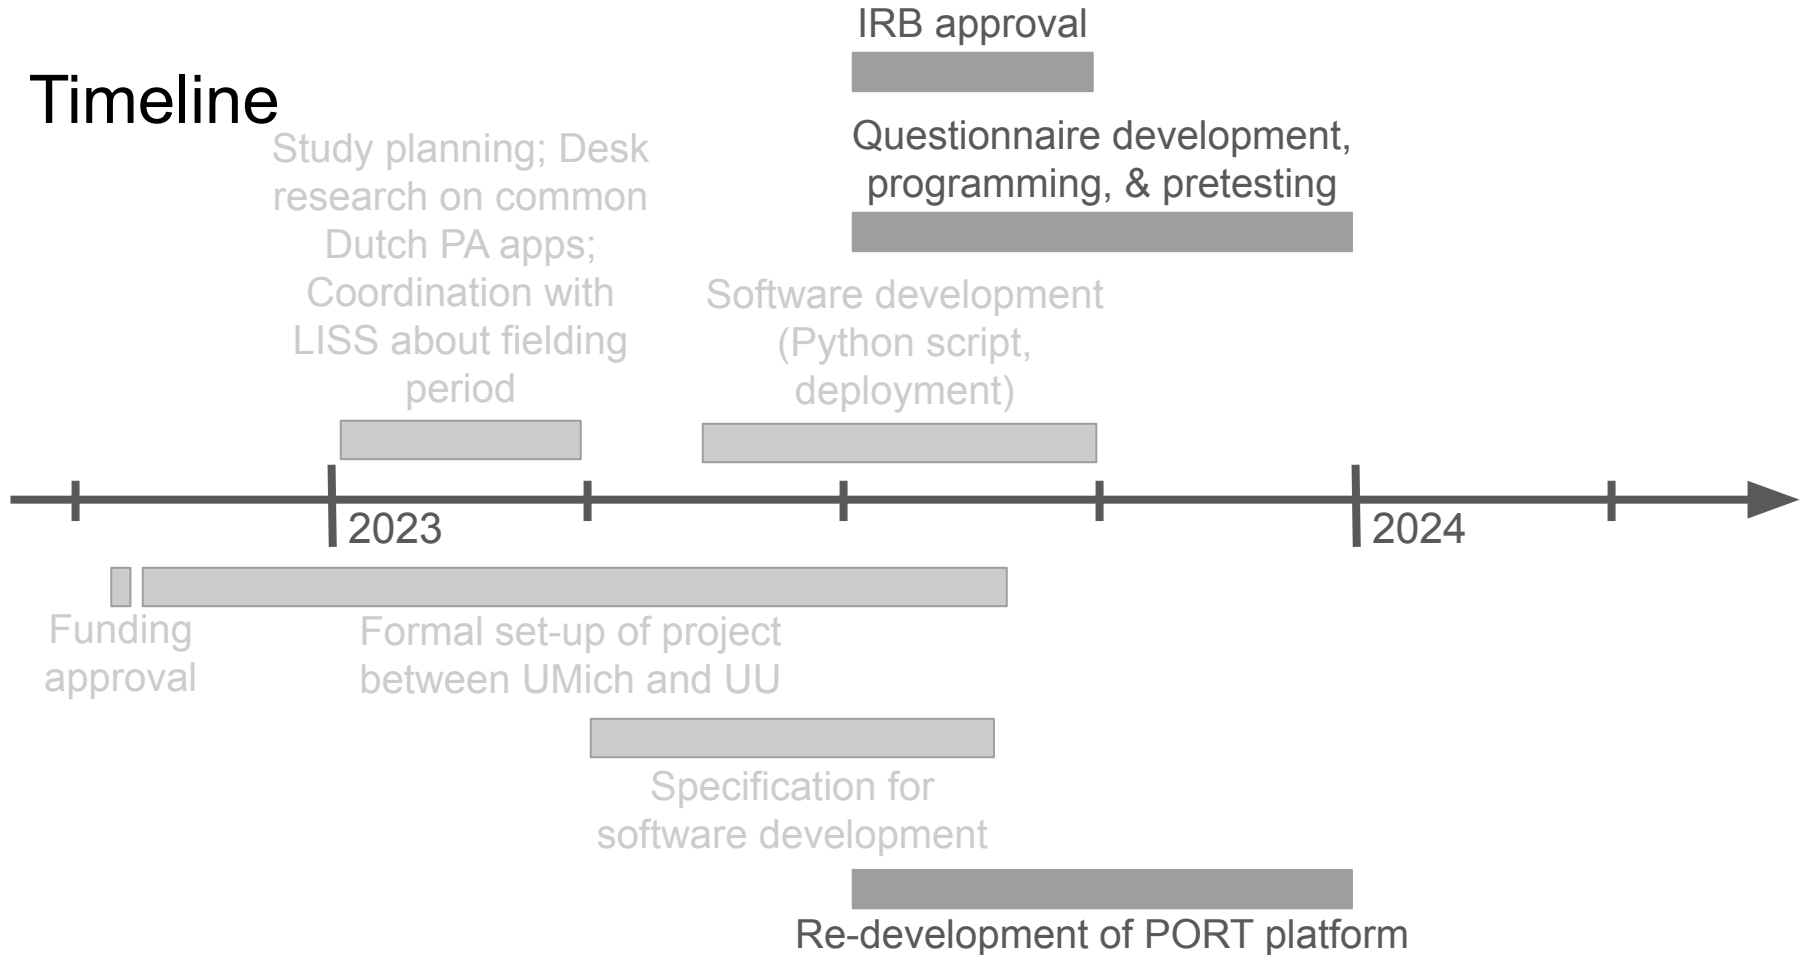 Timeline
IRB approval
Questionnaire development,
programming, & pretesting
Study planning; Desk
research on common
Dutch PA apps;
Coordination with
LISS about fielding
period
Software development
(Python script,
deployment)
2023
2024
Funding
approval
Formal set-up of project
between UMich and UU
Specification for
software development
Re-development of PORT platform